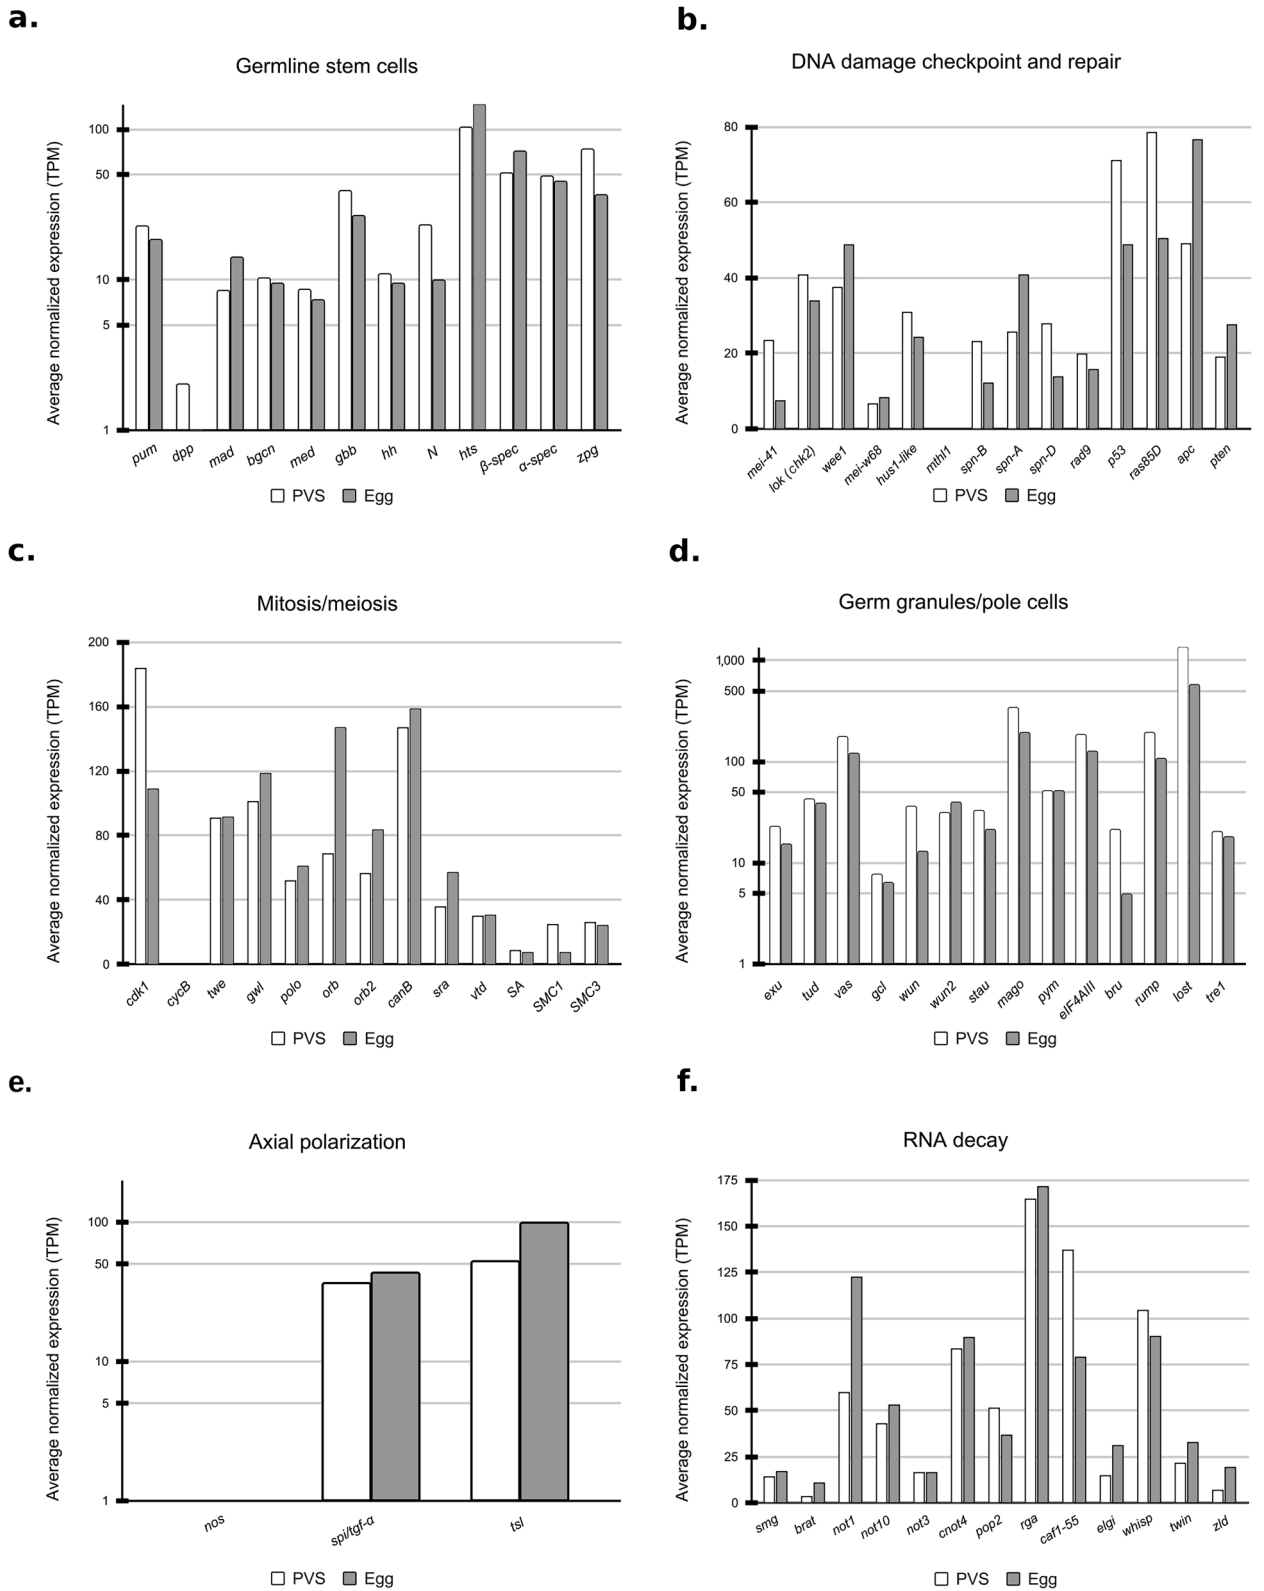 a.
Germline stem cells
Average normalized expression (TPM)
100
50
10
5
1
pum dpp mad bgcn med gbb hh N hts β-spec α-spec zpg
PVS Egg
b.
DNA damage checkpoint and repair
Average normalized expression (TPM)
80
60
40
20
0
mei-41 lok (chk2) wee1 mei-w68 hus1-like mthl1 spn-B spn-A spn-D rad9 p53 ras85D apc pten
PVS Egg
c.
Mitosis/meiosis
Average normalized expression (TPM)
200
160
120
80
40
0
cdk1 cycB twe gwl polo orb orb2 canB sra vtd SA SMC1 SMC3
PVS Egg
d.
Germ granules/pole cells
Average normalized expression (TPM)
1,000
500
100
50
10
5
1
exu tud vas gcl wun wun2 stau mago pym eIF4AIII bru rump lost tre1
PVS Egg
e.
Axial polarization
Average normalized expression (TPM)
100
50
10
5
1
nos spi/tgf-α tsl
PVS Egg
f.
RNA decay
Average normalized expression (TPM)
175
150
125
100
75
50
25
0
smg brat not1 not10 not3 cnot4 pop2 rga caf1-55 elgi whisp twin zld
PVS Egg